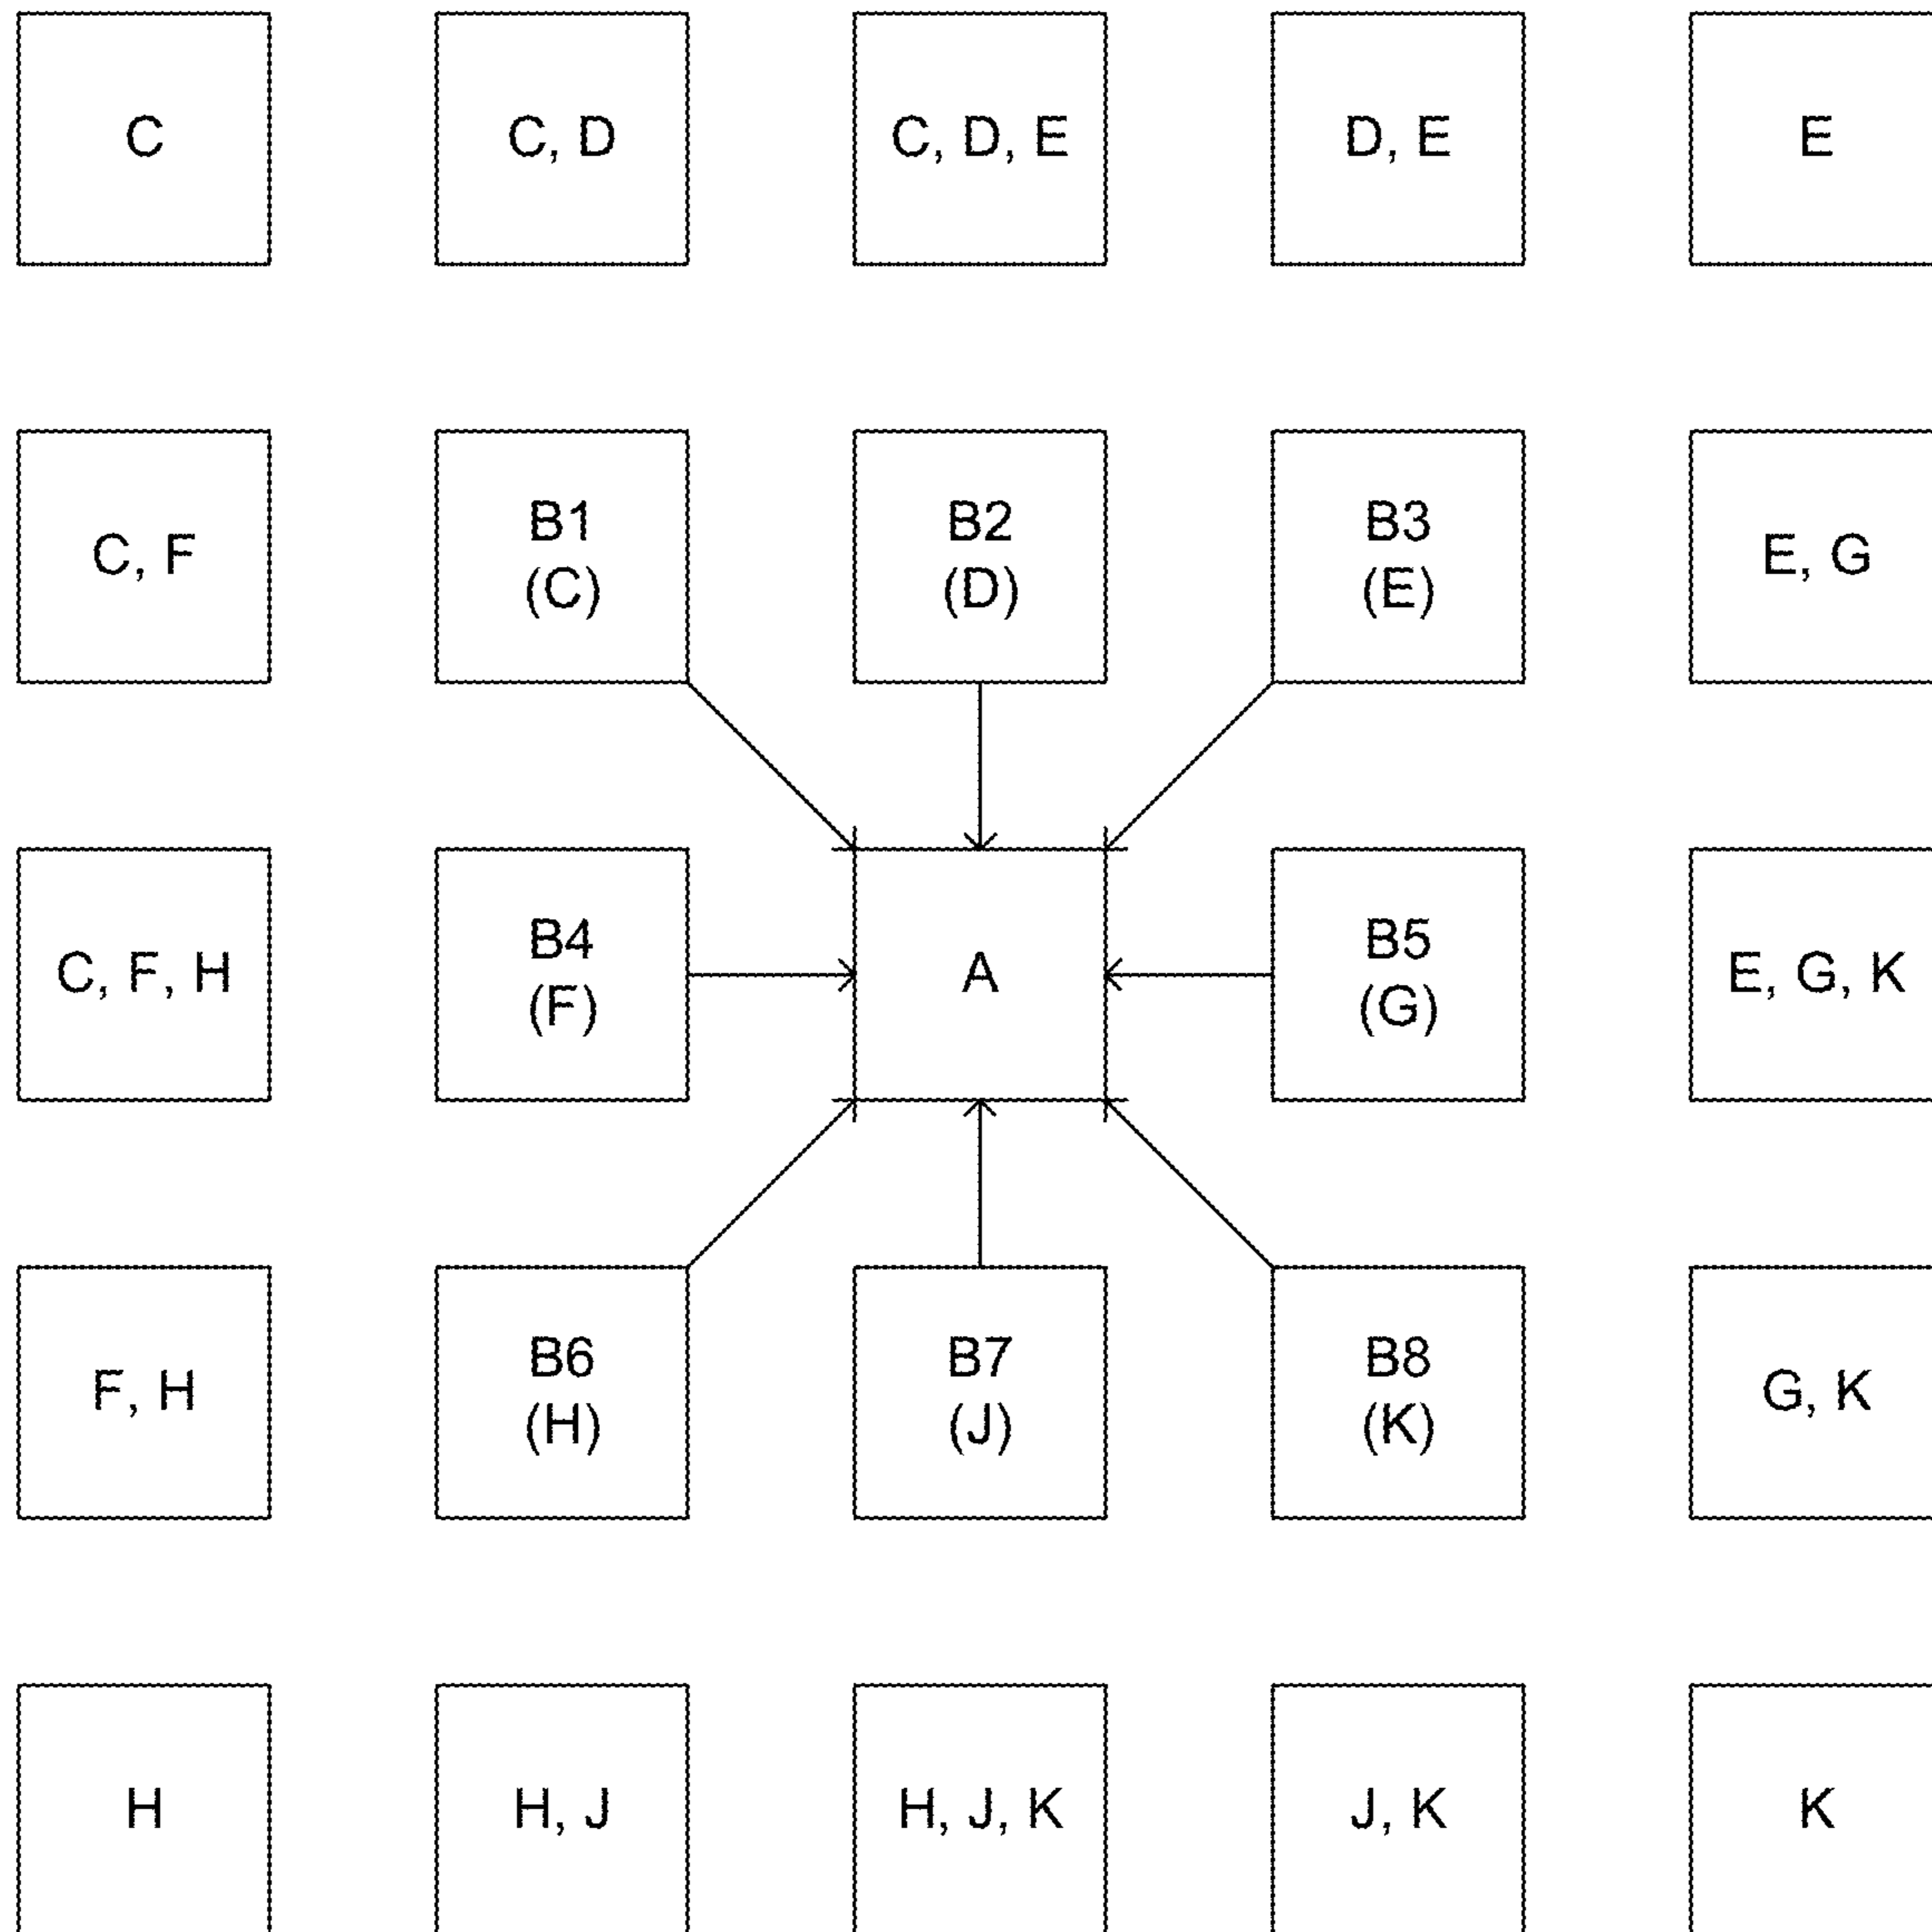 C
C, D
C, D, E
D, E
E
C, F
B1
(C)
B2
(D)
B3
(E)
E, G
C, F, H
B4
(F)
A
B5
(G)
E, G, K
F, H
B6
(H)
B7
(J)
B8
(K)
G, K
H
H, J
H, J, K
J, K
K